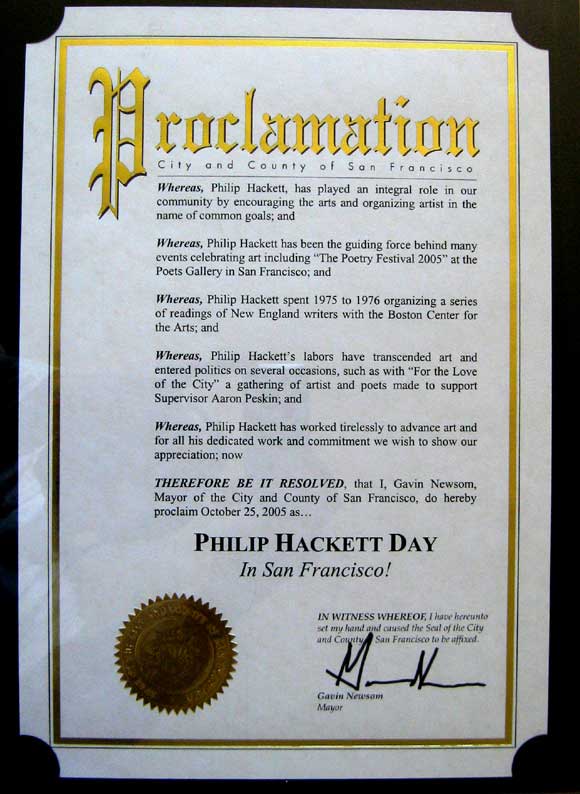 Proclamation
City and County of San Francisco
Whereas, Philip Hackett, has played an integral role in our
community by encouraging the arts and organizing artist in the
name of common goals; and
Whereas, Philip Hackett has been the guiding force behind many
events celebrating art including “The Poetry Festival 2005” at the
Poets Gallery in San Francisco; and
Whereas, Philip Hackett spent 1975 to 1976 organizing a series
of readings of New England writers with the Boston Center for
the Arts; and
Whereas, Philip Hackett’s labors have transcended art and
entered politics on several occasions, such as with “For the Love
of the City” a gathering of artist and poets made to support
Supervisor Aaron Peskin; and
Whereas, Philip Hackett has worked tirelessly to advance art and
for all his dedicated work and commitment we wish to show our
appreciation; now
THEREFORE BE IT RESOLVED, that I, Gavin Newsom,
Mayor of the City and County of San Francisco, do hereby
proclaim October 25, 2005 as…
PHILIP HACKETT DAY
In San Francisco!
IN WITNESS WHEREOF, I have hereunto
set my hand and caused the Seal of the City
and County San Francisco to be affixed.
Gavin Newsom
Mayor